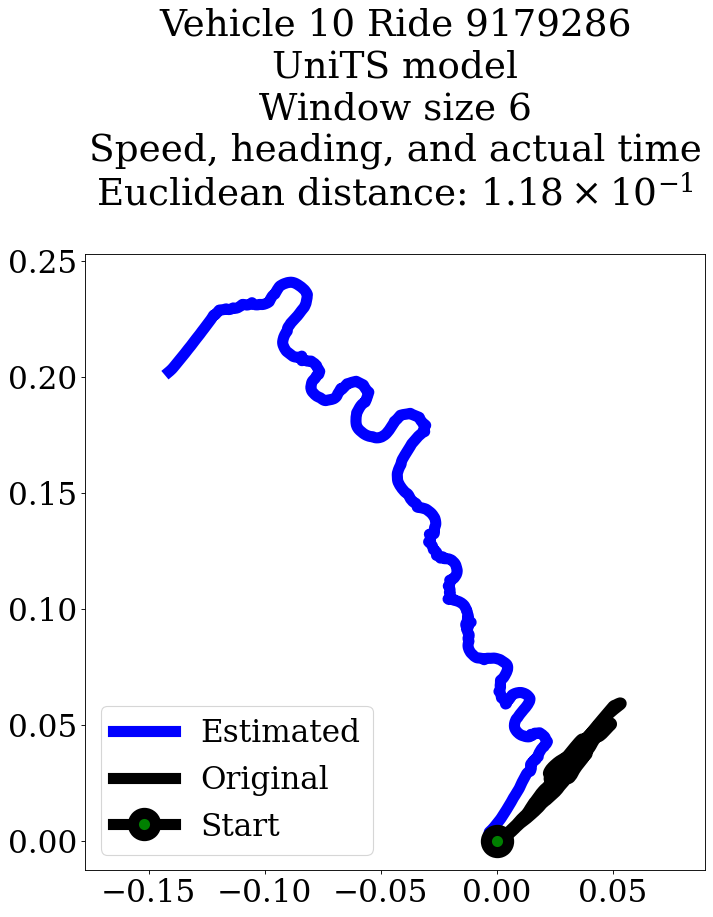 Vehicle 10 Ride 9179286
UniTS model
Window size 6
Speed, heading, and actual time
Euclidean distance: 1.18 × 10⁻¹
0.25
0.20
0.15
0.10
0.05
0.00
Estimated
Original
Start
−0.15 −0.10 −0.05 0.00 0.05